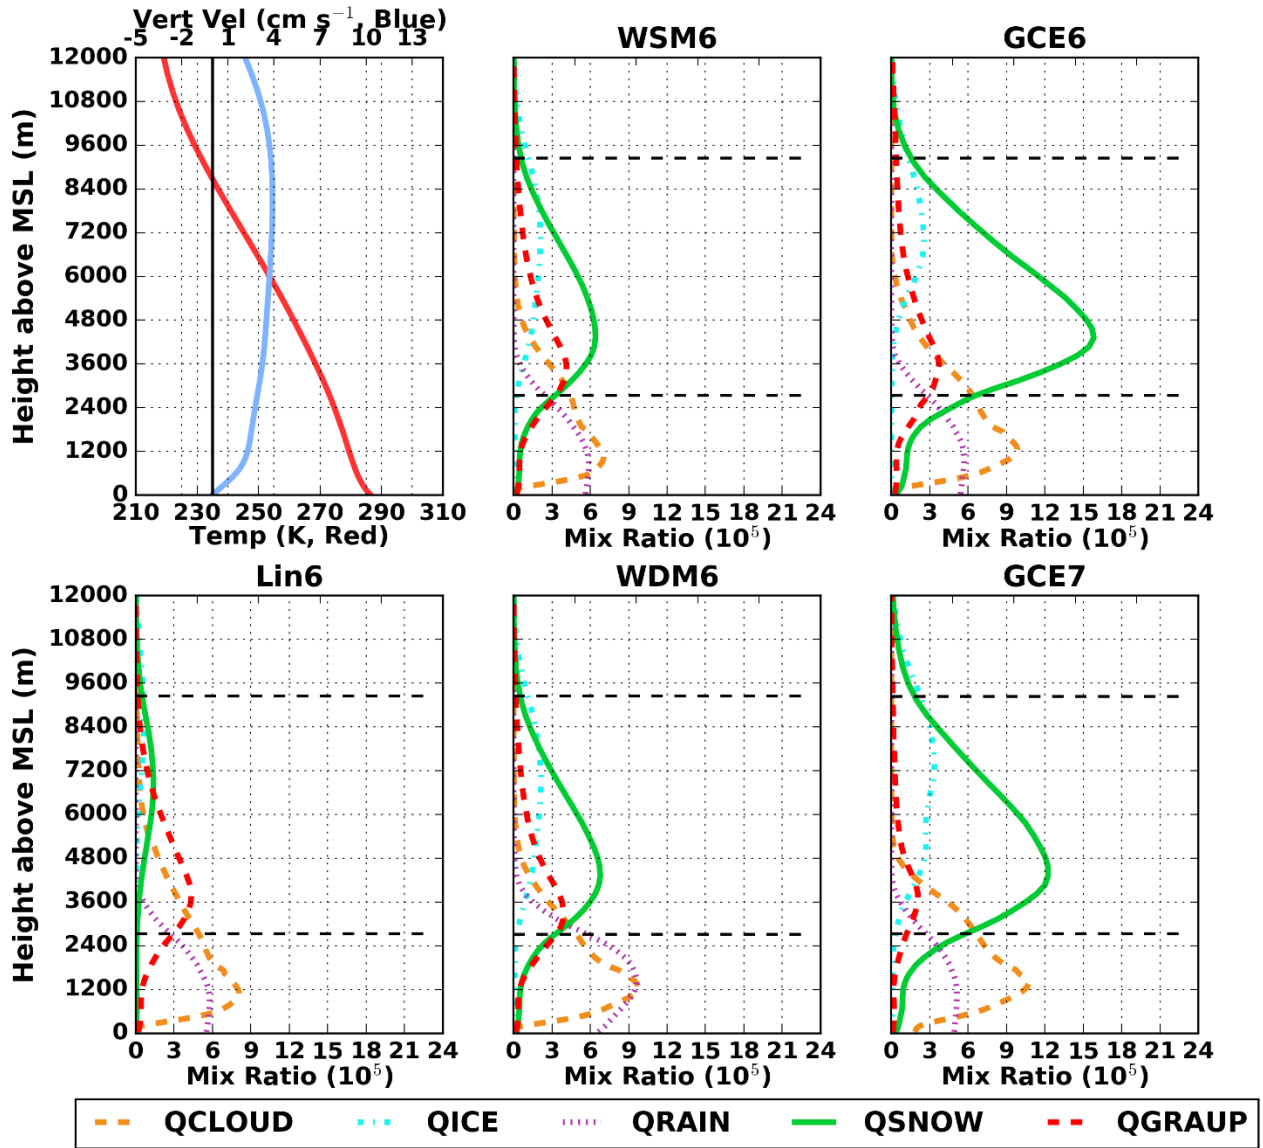 Vert Vel (cm s⁻¹, Blue)
-5 -2 1 4 7 10 13
WSM6
GCE6
12000
10800
9600
8400
7200
6000
4800
3600
2400
1200
0
Height above MSL (m)
210 230 250 270 290 310
Temp (K, Red)
0 3 6 9 12 15 18 21 24
Mix Ratio (10⁵)
0 3 6 9 12 15 18 21 24
Mix Ratio (10⁵)
Lin6
WDM6
GCE7
12000
10800
9600
8400
7200
6000
4800
3600
2400
1200
0
Height above MSL (m)
0 3 6 9 12 15 18 21 24
Mix Ratio (10⁵)
0 3 6 9 12 15 18 21 24
Mix Ratio (10⁵)
0 3 6 9 12 15 18 21 24
Mix Ratio (10⁵)
QCLOUD QICE QRAIN QSNOW QGRAUP